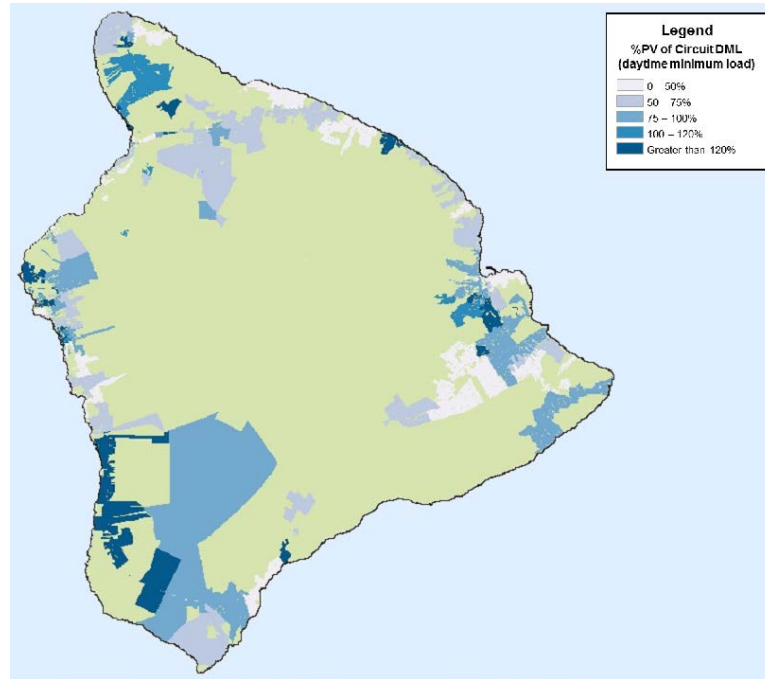 Legend
%PV of Circuit DML
(daytime minimum load)
0 50%
50 75%
75 – 100%
100 – 120%
Greater than 120%